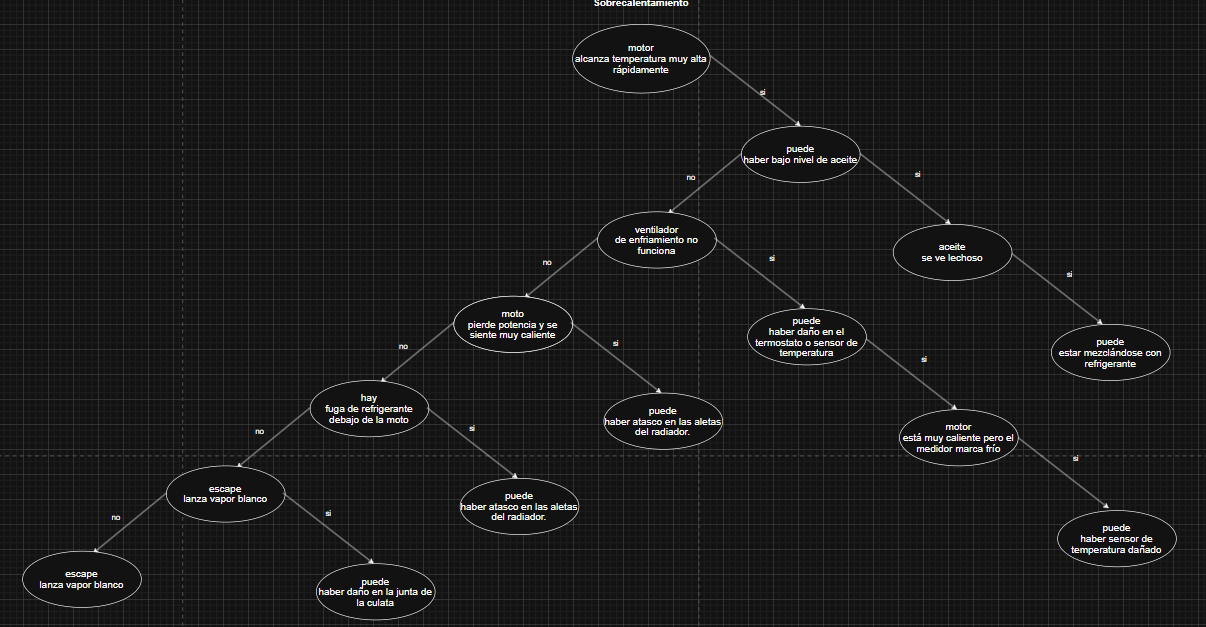 Sobrecalentamiento
motor
alcanza temperatura muy alta
rápidamente
si
puede
haber bajo nivel de aceite
no
si
ventilador
de enfriamiento no
funciona
aceite
se ve lechoso
no
si
si
moto
pierde potencia y se
siente muy caliente
puede
haber daño en el
termostato o sensor de
temperatura
puede
estar mezclándose con
refrigerante
no
si
si
hay
fuga de refrigerante
debajo de la moto
puede
haber atasco en las aletas
del radiador.
motor
está muy caliente pero el
medidor marca frío
no
si
si
escape
lanza vapor blanco
puede
haber atasco en las aletas
del radiador.
puede
haber sensor de
temperatura dañado
no
si
escape
lanza vapor blanco
puede
haber daño en la junta de
la culata